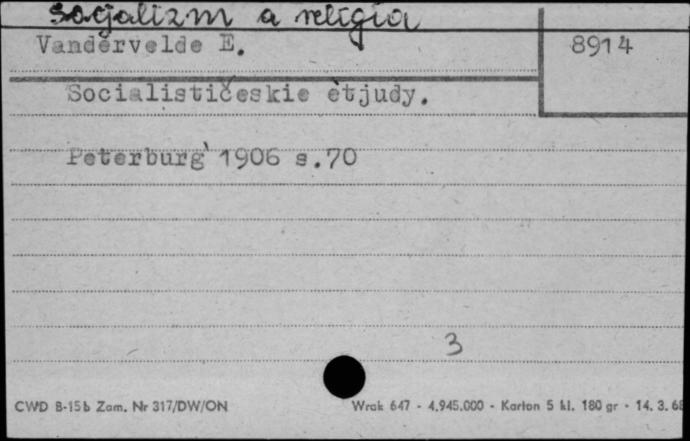 socjalizm a religia
Vandervelde E.
8914
Socialističeskie ètjudy.
Peterburg' 1906 s.70
3
CWD B-15b Zam. Nr 317/DW/ON
Wrak 647 - 4.945.000 - Karton 5 kl. 180 gr - 14. 3. 68